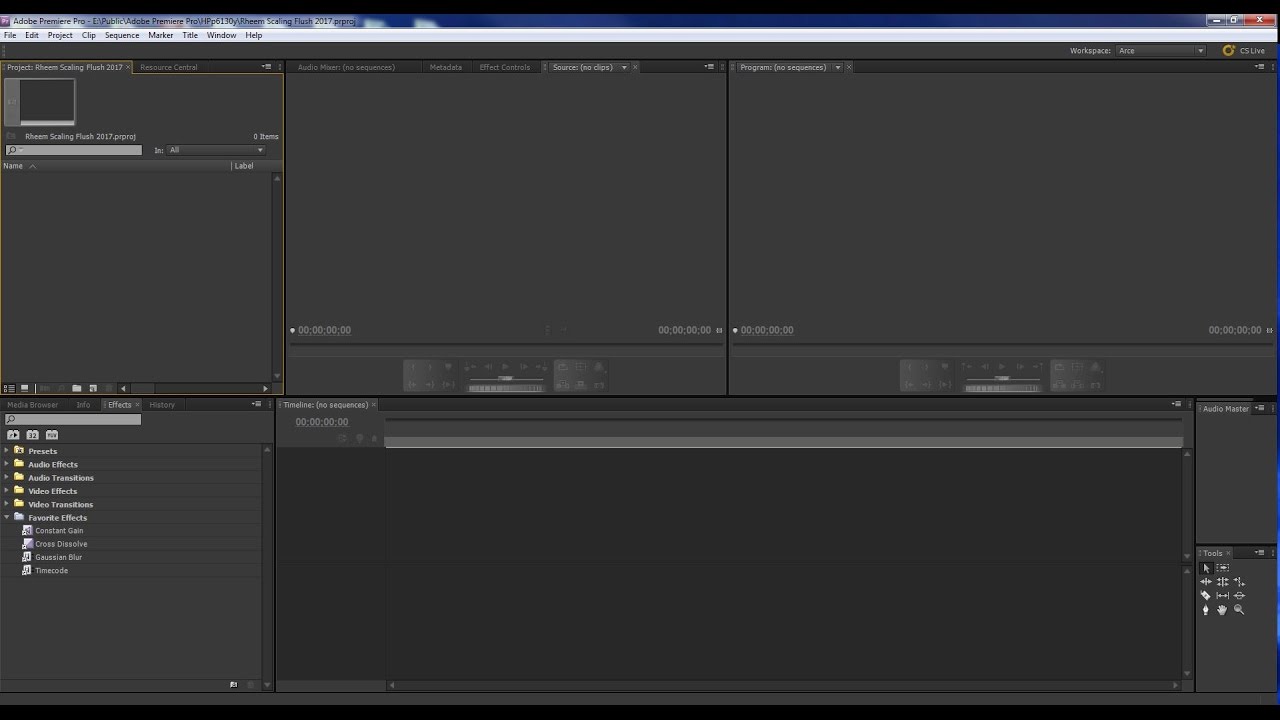 Pr Adobe Premiere Pro - E:\Public\Adobe Premiere Pro\HPp6130y\Rheem Scaling Flush 2017.prproj
File Edit Project Clip Sequence Marker Title Window Help
Workspace: Arce CS Live
Project: Rheem Scaling Flush 2017 Resource Central
Audio Mixer: (no sequences) Metadata Effect Controls Source: (no clips)
Program: (no sequences)
Rheem Scaling Flush 2017.prproj 0 Items
In: All
Name Label
00;00;00;00 00;00;00;00
00;00;00;00 00;00;00;00
Media Browser Info Effects History
32 YUV
Presets
Audio Effects
Audio Transitions
Video Effects
Video Transitions
Favorite Effects
Constant Gain
Cross Dissolve
Gaussian Blur
Timecode
Timeline: (no sequences)
00:00:00:00
Audio Master
Tools